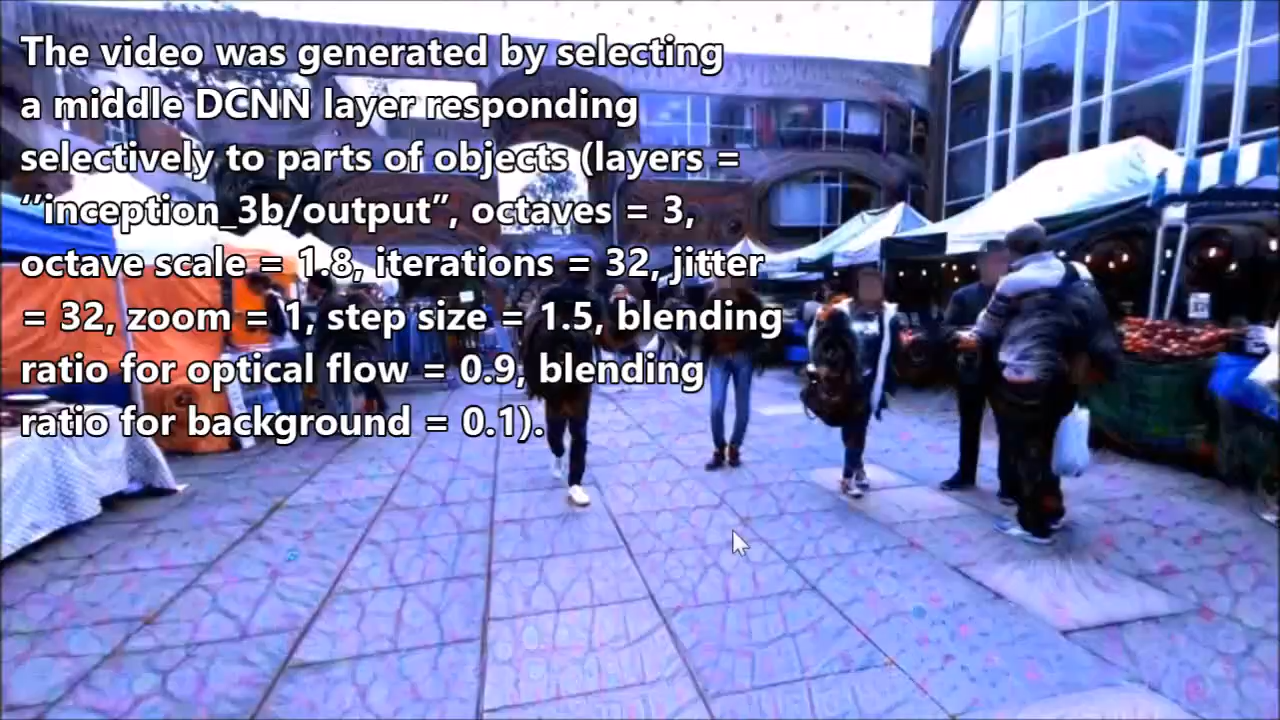 The video was generated by selecting
a middle DCNN layer responding
selectively to parts of objects (layers =
‘’inception_3b/output”, octaves = 3,
octave scale = 1.8, iterations = 32, jitter
= 32, zoom = 1, step size = 1.5, blending
ratio for optical flow = 0.9, blending
ratio for background = 0.1).